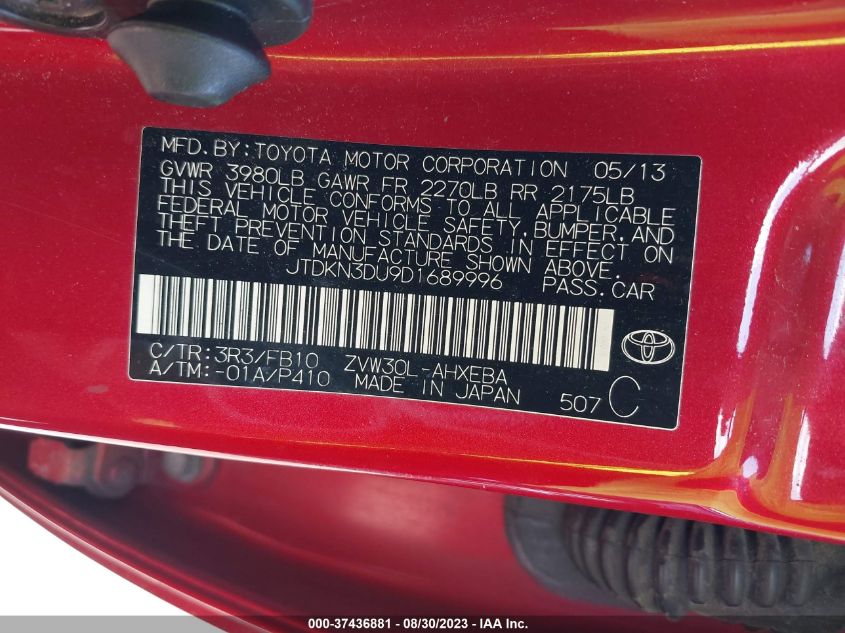 MFD.BY:TOYOTA MOTOR CORPORATION 05/13
GVWR 3980LB GAWR FR 2270LB RR 2175LB
THIS VEHICLE CONFORMS TO ALL APPLICABLE
FEDERAL MOTOR VEHICLE SAFETY,BUMPER,AND
THEFT PREVENTION STANDARDS IN EFFECT ON
THE DATE OF MANUFACTURE SHOWN ABOVE.
JTDKN3DU9D1689996 PASS.CAR
C/TR:3R3/FB10 ZVW30L-AHXEBA
A/TM:-01A/P410 MADE IN JAPAN
507 C
000-37436881 - 08/30/2023 - IAA Inc.